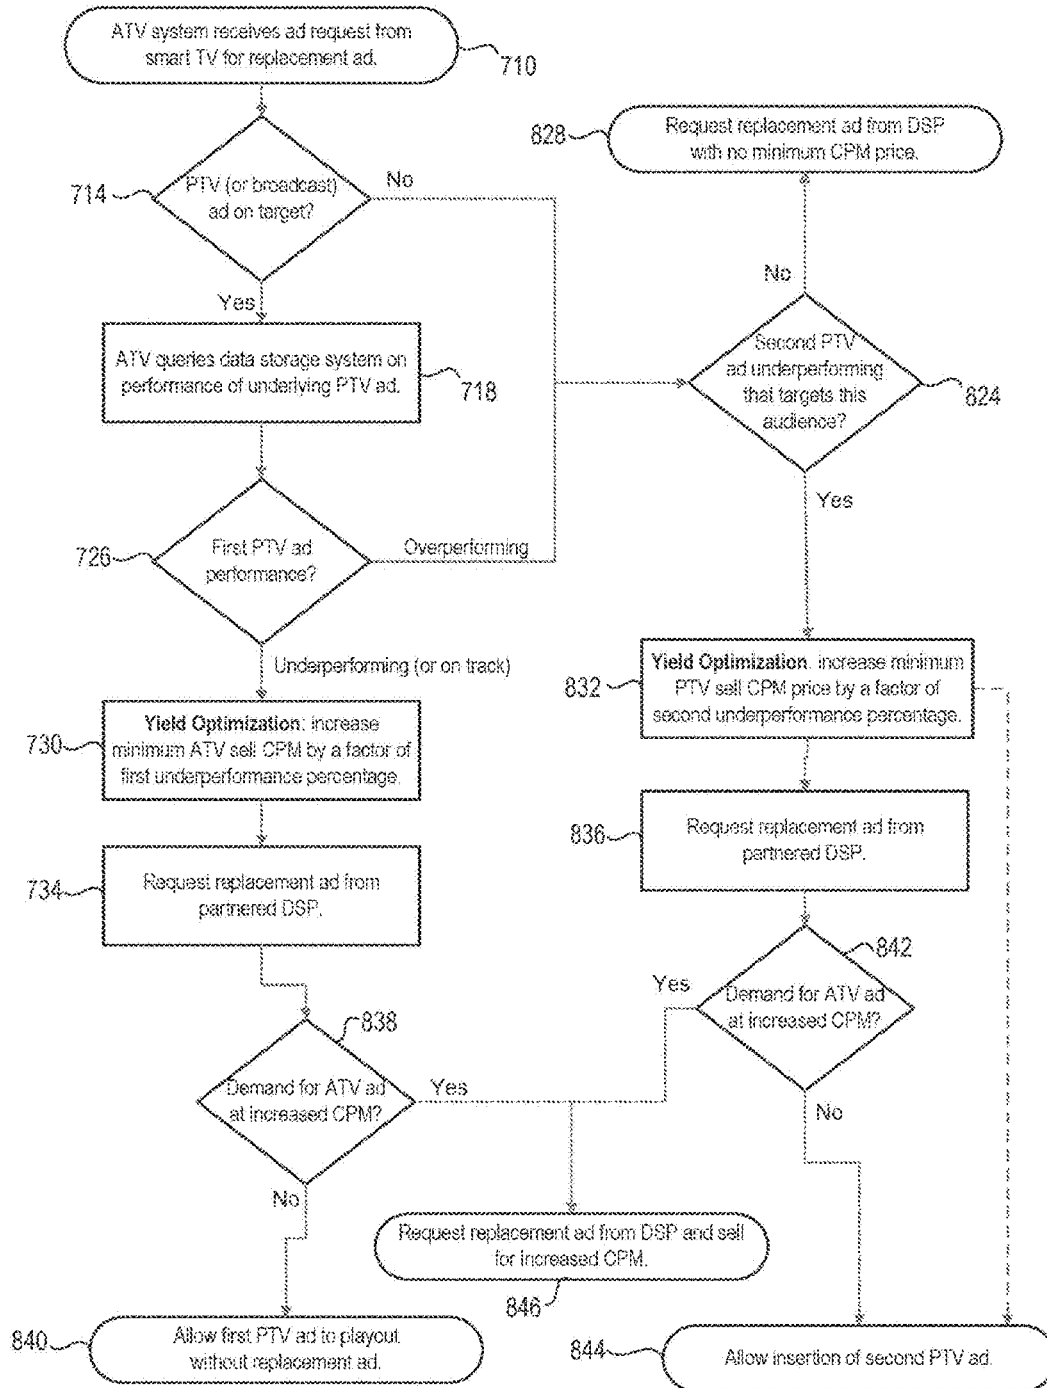 ATV system receives ad request from
smart TV for replacement ad.
710
PTV (or broadcast)
ad on target?
714
No
Yes
ATV queries data storage system on
performance of underlying PTV ad.
718
First PTV ad
performance?
726
Overperforming
Underperforming (or on track)
Yield Optimization: increase
minimum ATV sell CPM by a factor of
first underperformance percentage.
730
Request replacement ad from
partnered DSP.
734
838
Demand for ATV ad
at increased CPM?
Yes
No
Allow first PTV ad to playout
without replacement ad.
840
Request replacement ad from DSP
with no minimum CPM price.
828
No
Second PTV
ad underperforming
that targets this
audience?
824
Yes
Yield Optimization: increase minimum
PTV sell CPM price by a factor of
second underperformance percentage.
832
Request replacement ad from
partnered DSP.
836
842
Demand for ATV ad
at increased CPM?
Yes
No
Request replacement ad from DSP and sell
for increased CPM.
846
Allow insertion of second PTV ad.
844